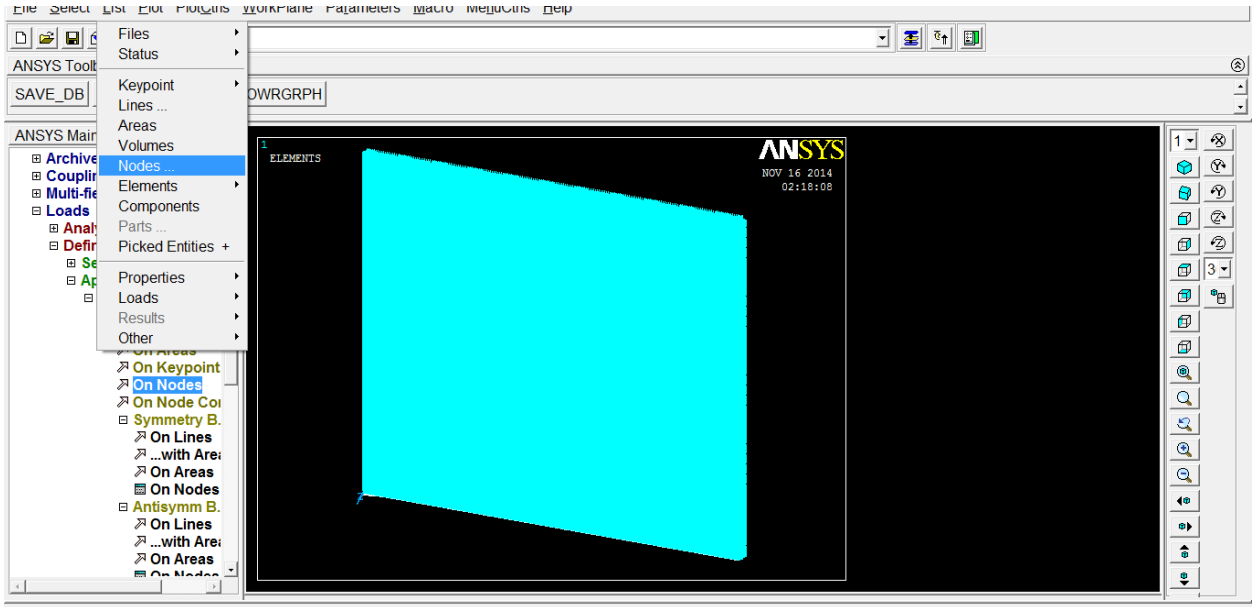 File Select List Plot PlotCtrls WorkPlane Parameters Macro MenuCtrls Help
ANSYS Toolb
SAVE_DB
OWRGRPH
Files
Status
Keypoint
Lines ...
Areas
Volumes
Nodes ...
Elements
Components
Parts ...
Picked Entities +
Properties
Loads
Results
Other
ANSYS Main
Archive
Couplin
Multi-fie
Loads
Analy
Defin
Se
Ap
On Areas
On Keypoint
On Nodes
On Node Co
Symmetry B.
On Lines
...with Area
On Areas
On Nodes
Antisymm B.
On Lines
...with Area
On Areas
On Nodes
1
ELEMENTS
ANSYS
NOV 16 2014
02:18:08
Z
1
3